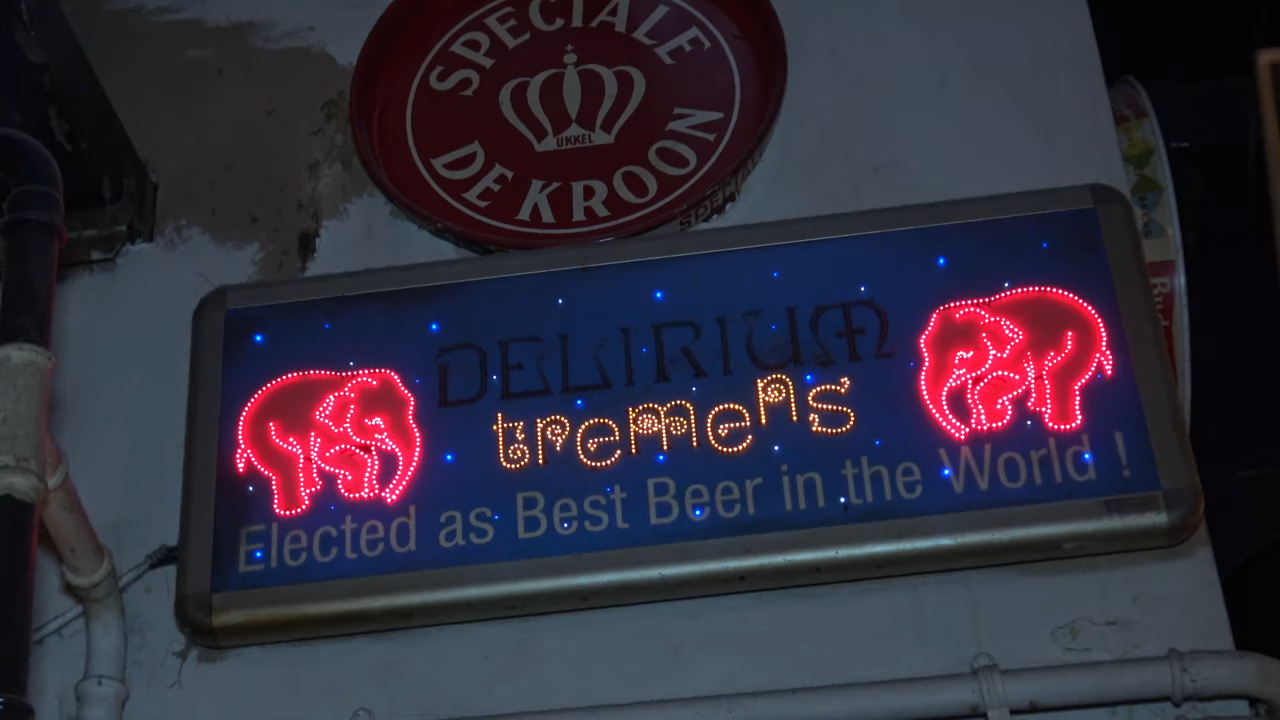 SPECIALE
UKKEL
DE KROON
DELIRIUM
tremens
Elected as Best Beer in the World !